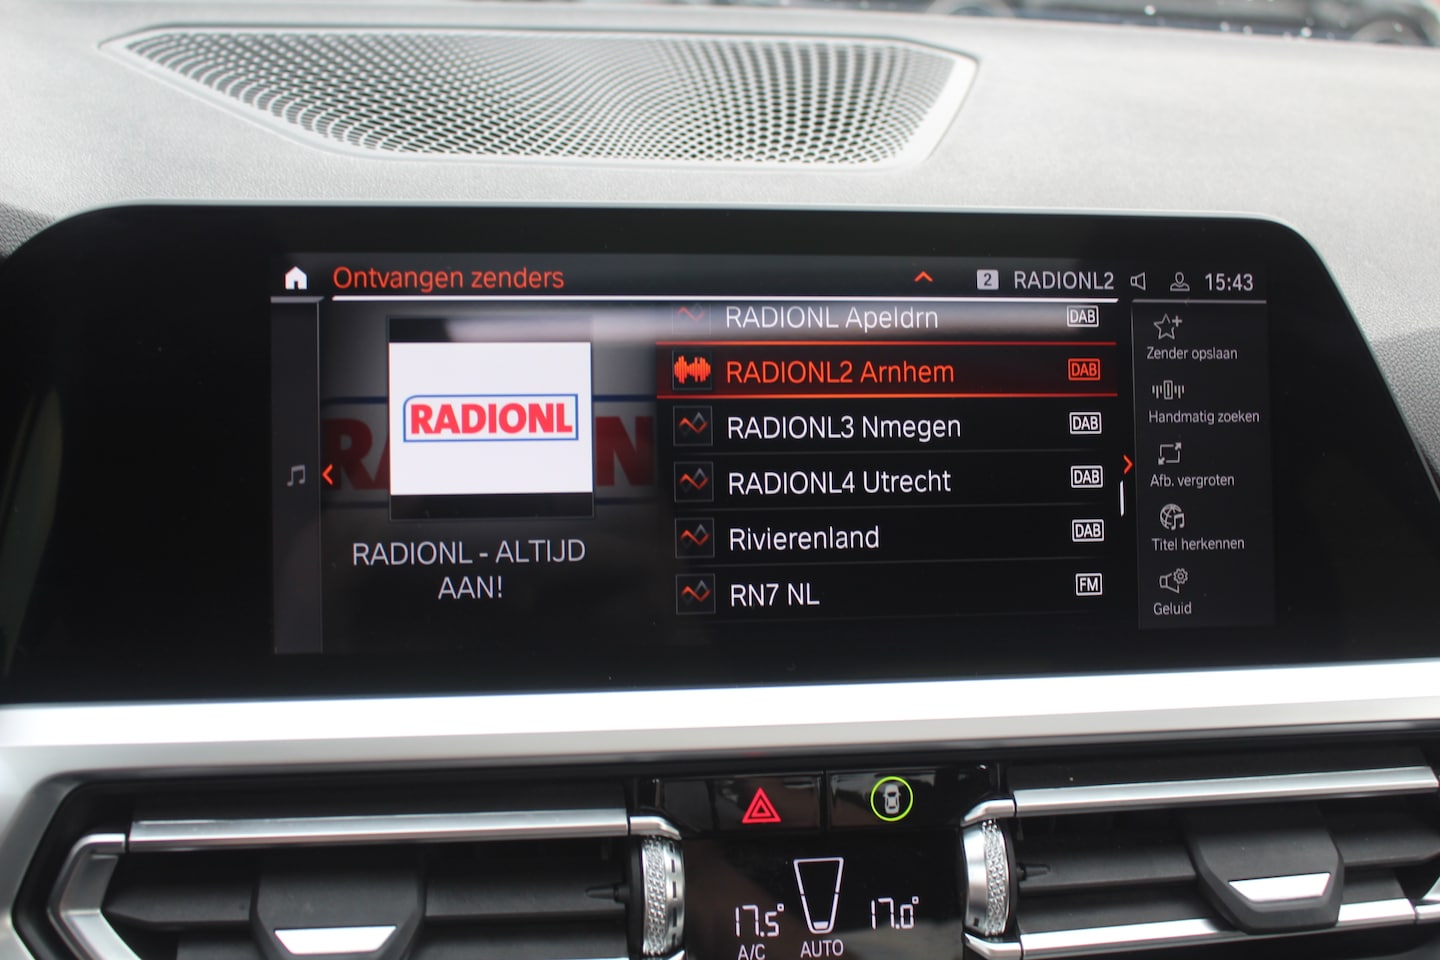 Ontvangen zenders
2 RADIONL2 15:43
RADIONL
RADIONL - ALTIJD
AAN!
RADIONL Apeldrn DAB
RADIONL2 Arnhem DAB
RADIONL3 Nmegen DAB
RADIONL4 Utrecht DAB
Rivierenland DAB
RN7 NL FM
Zender opslaan
Handmatig zoeken
Afb. vergroten
Titel herkennen
Geluid
17.5° 17.0°
A/C AUTO